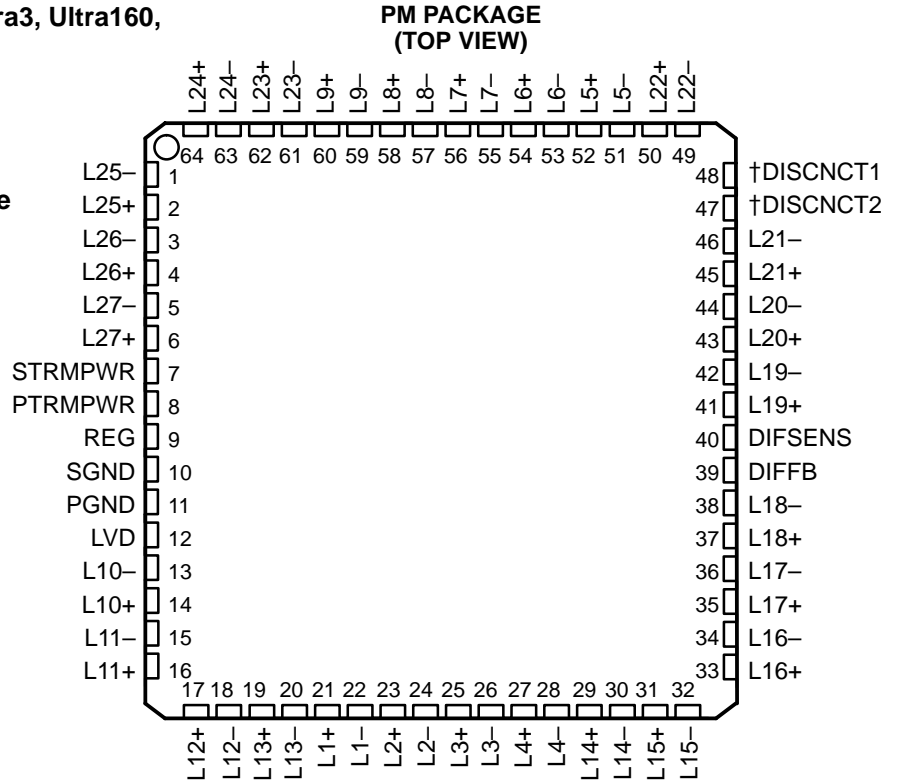 ra3, Ultra160,
PM PACKAGE
(TOP VIEW)
L24+ L24– L23+ L23– L9+ L9– L8+ L8– L7+ L7– L6+ L6– L5+ L5– L22+ L22–
64 63 62 61 60 59 58 57 56 55 54 53 52 51 50 49
L25– 1 48 †DISCNCT1
e
L25+ 2 47 †DISCNCT2
L26– 3 46 L21–
L26+ 4 45 L21+
L27– 5 44 L20–
L27+ 6 43 L20+
STRMPWR 7 42 L19–
PTRMPWR 8 41 L19+
REG 9 40 DIFSENS
SGND 10 39 DIFFB
PGND 11 38 L18–
LVD 12 37 L18+
L10– 13 36 L17–
L10+ 14 35 L17+
L11– 15 34 L16–
L11+ 16 33 L16+
17 18 19 20 21 22 23 24 25 26 27 28 29 30 31 32
L12+ L12– L13+ L13– L1+ L1– L2+ L2– L3+ L3– L4+ L4– L14+ L14– L15+ L15–